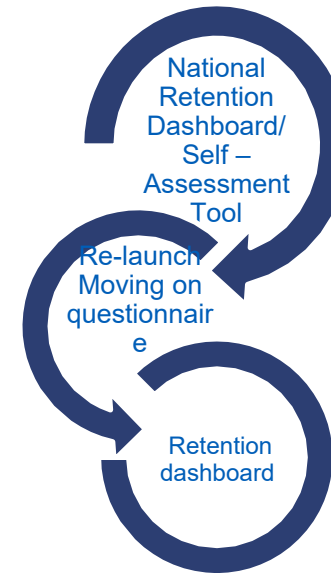 National
Retention
Dashboard/
Self –
Assessment
Tool
Re-launch
Moving on
questionnair
e
Retention
dashboard